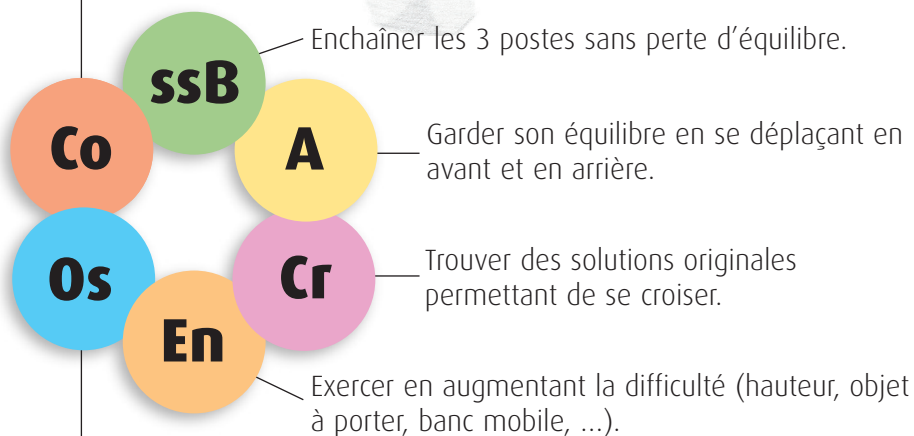 ssB
Enchaîner les 3 postes sans perte d’équilibre.
Co
A
Garder son équilibre en se déplaçant en
avant et en arrière.
Os
Cr
Trouver des solutions originales
permettant de se croiser.
En
Exercer en augmentant la difficulté (hauteur, objet
à porter, banc mobile, ...).